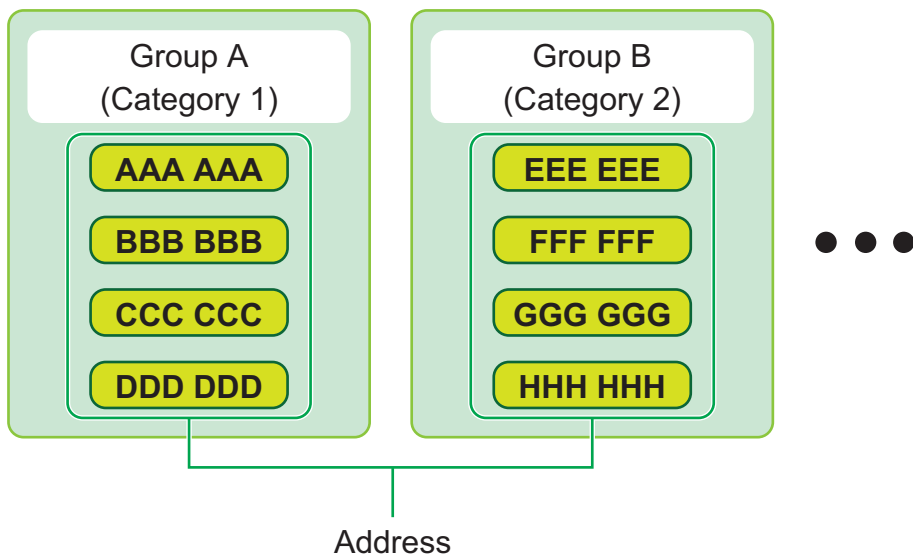 Group A
(Category 1)
AAA AAA
BBB BBB
CCC CCC
DDD DDD
Group B
(Category 2)
EEE EEE
FFF FFF
GGG GGG
HHH HHH
Address